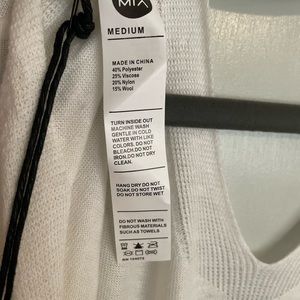 MIX
MEDIUM
MADE IN CHINA
40% Polyester
25% Viscose
20% Nylon
15% Wool
TURN INSIDE OUT
MACHINE WASH
GENTLE IN COLD
WATER WITH LIKE
COLORS. DO NOT
BLEACH.DO NOT
IRON.DO NOT DRY
CLEAN.
HANG DRY DO NOT
SOAK DO NOT TWIST
DO NOT STORE WET
DO NOT WASH WITH
FIBROUS MATERIALS
SUCH AS TOWELS